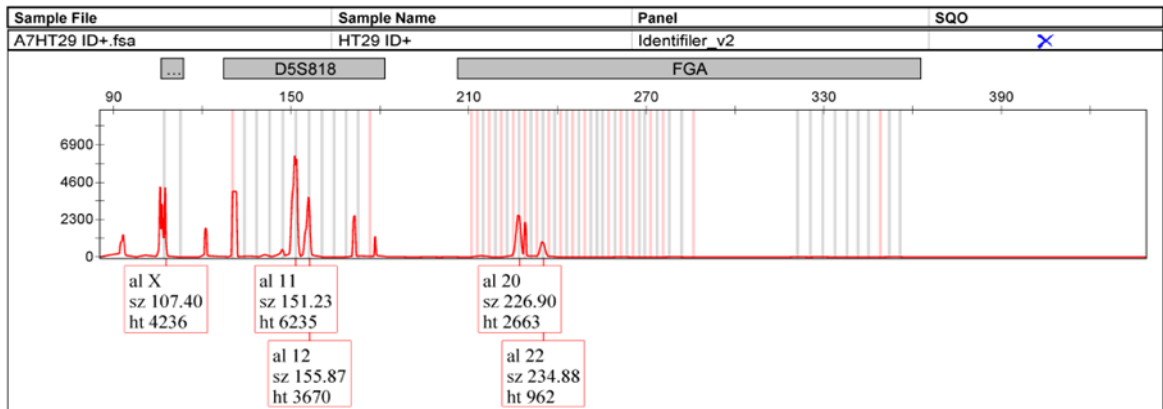 Sample File Sample Name Panel SQO
A7HT29 ID+.fsa HT29 ID+ Identifiler_v2
... D5S818 FGA
90 150 210 270 330 390
6900
4600
2300
0
al X
sz 107.40
ht 4236
al 11
sz 151.23
ht 6235
al 20
sz 226.90
ht 2663
al 12
sz 155.87
ht 3670
al 22
sz 234.88
ht 962